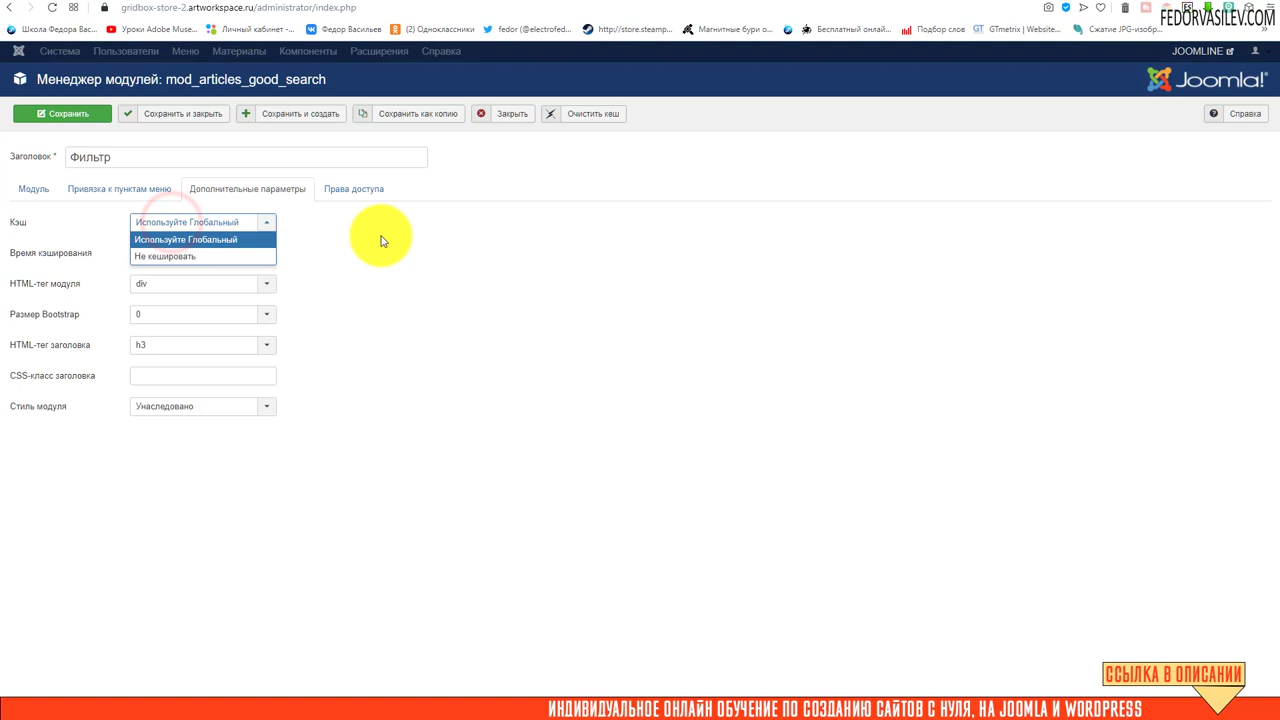 gridbox-store-2.artworkspace.ru/administrator/index.php
FEDORVASILEV.COM
Школа Федора Вас...
Уроки Adobe Muse...
Личный кабинет -...
Федор Васильев
(2) Одноклассники
fedor (@electrofed...
http://store.steamp...
Магнитные бури о...
Бесплатный онлай...
Подбор слов
GTmetrix | Website...
Сжатие JPG-изобр...
Система Пользователи Меню Материалы Компоненты Расширения Справка
JOOMLINE
Менеджер модулей: mod_articles_good_search
Joomla!
Сохранить Сохранить и закрыть Сохранить и создать Сохранить как копию Закрыть Очистить кеш Справка
Заголовок * Фильтр
Модуль Привязка к пунктам меню Дополнительные параметры Права доступа
Кэш Используйте Глобальный
Используйте Глобальный
Время кэширования
Не кешировать
HTML-тег модуля div
Размер Bootstrap 0
HTML-тег заголовка h3
CSS-класс заголовка
Стиль модуля Унаследовано
ССЫЛКА В ОПИСАНИИ
ИНДИВИДУАЛЬНОЕ ОНЛАЙН ОБУЧЕНИЕ ПО СОЗДАНИЮ САЙТОВ С НУЛЯ, НА JOOMLA И WORDPRESS